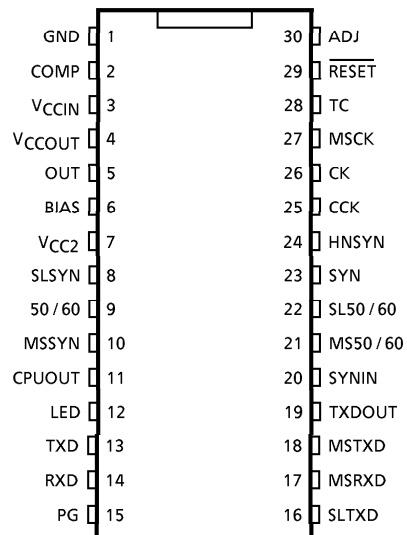 GND 1 30 ADJ
COMP 2 29 RESET
VCCIN 3 28 TC
VCCOUT 4 27 MSCK
OUT 5 26 CK
BIAS 6 25 CCK
VCC2 7 24 HNSYN
SLSYN 8 23 SYN
50 / 60 9 22 SL50 / 60
MSSYN 10 21 MS50 / 60
CPUOUT 11 20 SYNIN
LED 12 19 TXDOUT
TXD 13 18 MSTXD
RXD 14 17 MSRXD
PG 15 16 SLTXD